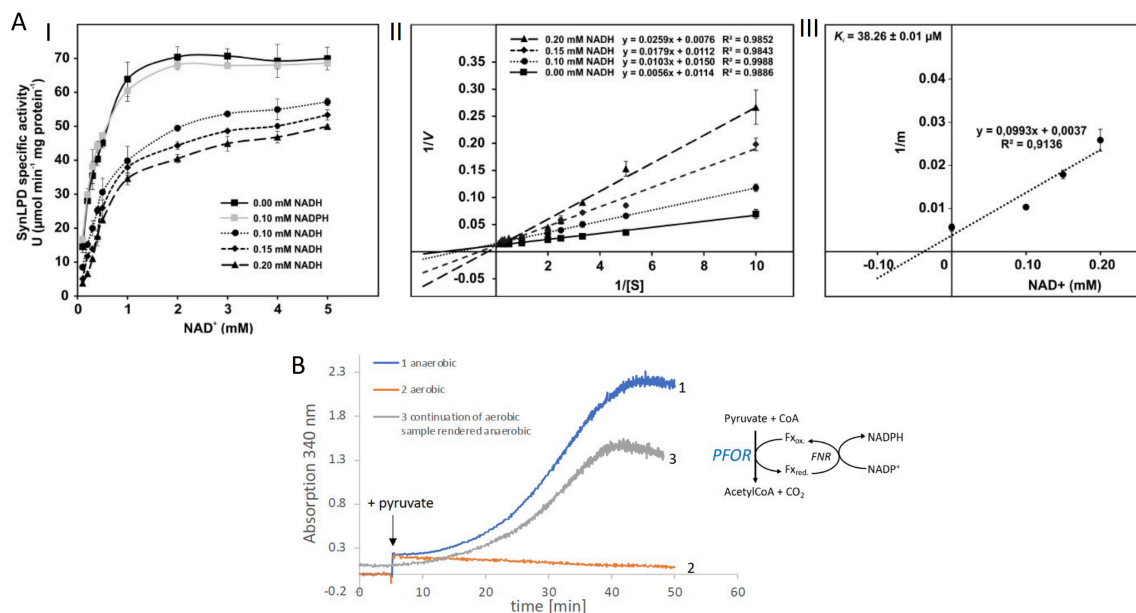 A
I
SynLPD specific activity
U (µmol min⁻¹ mg protein⁻¹)
80
70
60
50
40
30
20
10
0
0.00 mM NADH
0.10 mM NADPH
0.10 mM NADH
0.15 mM NADH
0.20 mM NADH
0 1 2 3 4 5
NAD⁺ (mM)
II
0.20 mM NADH y = 0.0259x + 0.0076 R² = 0.9852
0.15 mM NADH y = 0.0179x + 0.0112 R² = 0.9843
0.10 mM NADH y = 0.0103x + 0.0150 R² = 0.9988
0.00 mM NADH y = 0.0056x + 0.0114 R² = 0.9886
1/V
0.35
0.30
0.25
0.20
0.15
0.10
0.05
-0.05
2 4 6 8 10
1/[S]
III
Kᵢ = 38.26 ± 0.01 µM
1/m
0.04
0.03
0.02
0.01
y = 0,0993x + 0,0037
R² = 0,9136
-0.10 0 0.10 0.20
NAD+ (mM)
B
Absorption 340 nm
2.3
1.8
1.3
0.8
0.3
-0.2
1 anaerobic
2 aerobic
3 continuation of aerobic
sample rendered anaerobic
+ pyruvate
1
3
2
0 10 20 30 40 50 60
time [min]
Pyruvate + CoA
PFOR
Fx ox.
Fx red.
FNR
NADPH
NADP⁺
AcetylCoA + CO₂